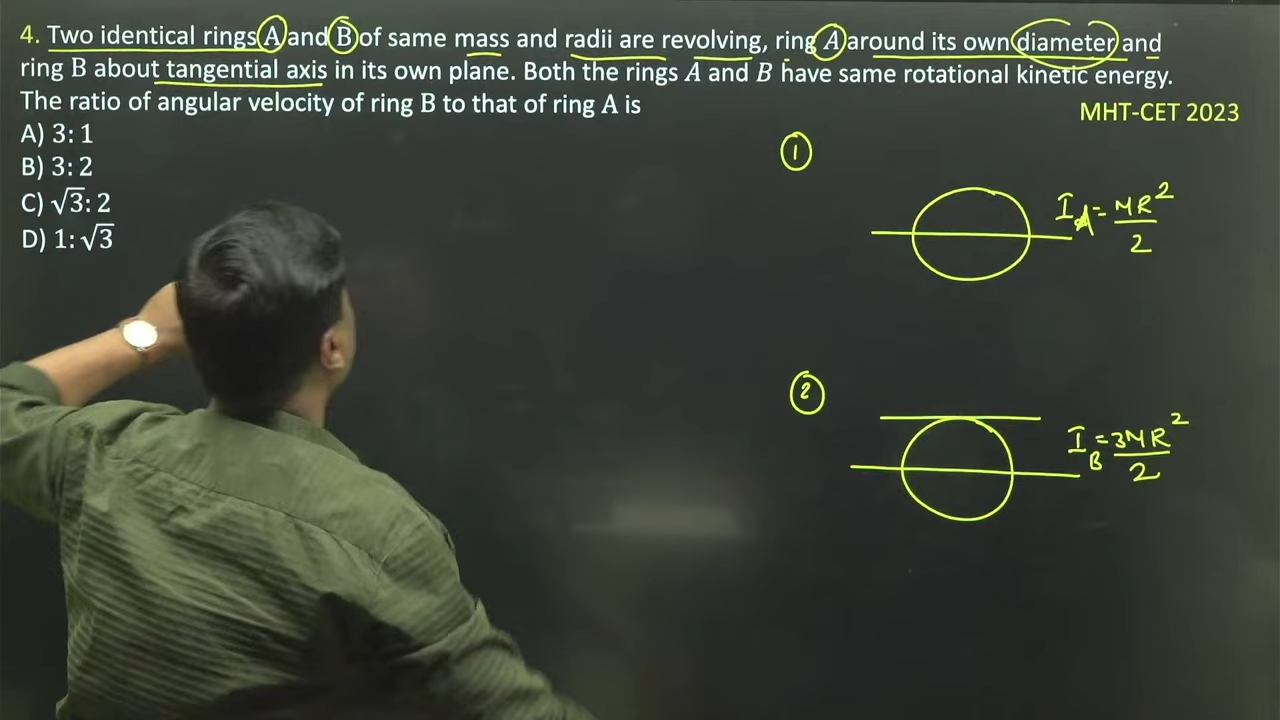 4. Two identical rings A and B of same mass and radii are revolving, ring A around its own diameter and
ring B about tangential axis in its own plane. Both the rings A and B have same rotational kinetic energy.
The ratio of angular velocity of ring B to that of ring A is
MHT-CET 2023
A) 3: 1
B) 3: 2
C) √3: 2
D) 1: √3
1
I_A = MR²/2
2
I_B = 3MR²/2